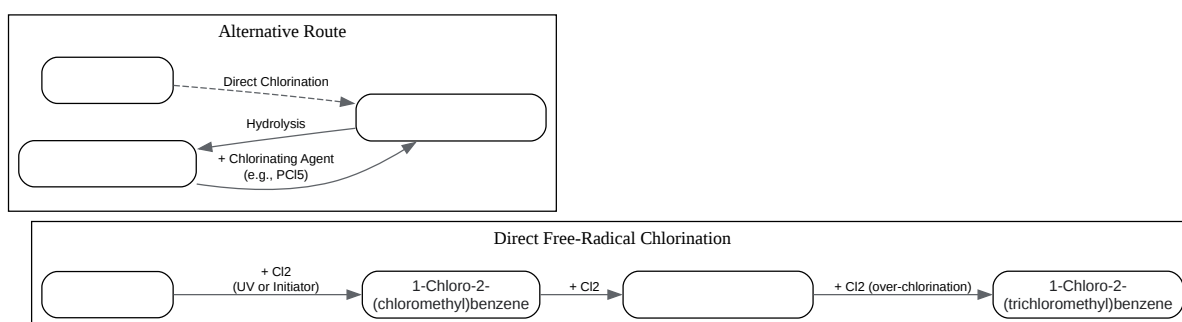 Alternative Route
Direct Chlorination
Hydrolysis
+ Chlorinating Agent
(e.g., PCl5)
Direct Free-Radical Chlorination
+ Cl2
(UV or Initiator)
1-Chloro-2-
(chloromethyl)benzene
+ Cl2
+ Cl2 (over-chlorination)
1-Chloro-2-
(trichloromethyl)benzene